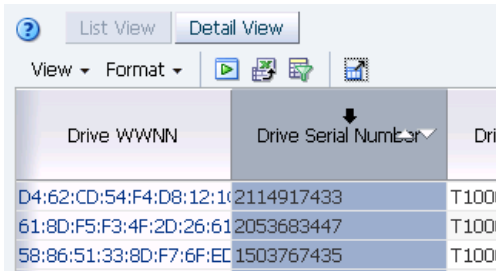 List View Detail View
View Format
Drive WWNN Drive Serial Number Dri
D4:62:CD:54:F4:D8:12:1 2114917433 T100
61:8D:F5:F3:4F:2D:26:61 2053683447 T100
58:86:51:33:8D:F7:6F:EC 1503767435 T100